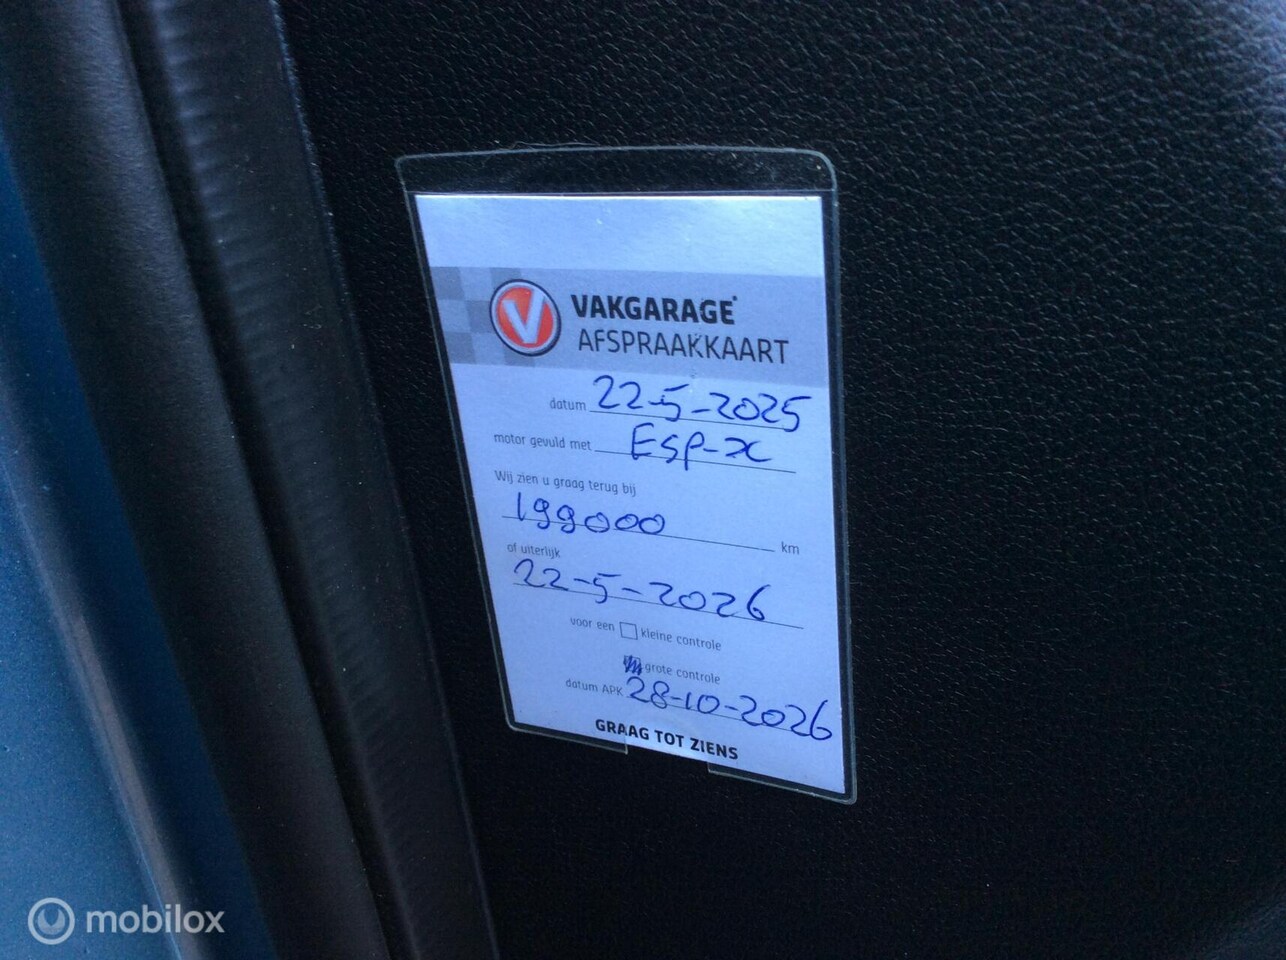 V VAKGARAGE
AFSPRAAKKAART
datum 22-5-2025
motor gevuld met ESP-X
Wij zien u graag terug bij
199000 km
of uiterlijk
22-5-2026
voor een kleine controle
grote controle
datum APK 28-10-2026
GRAAG TOT ZIENS
mobilox